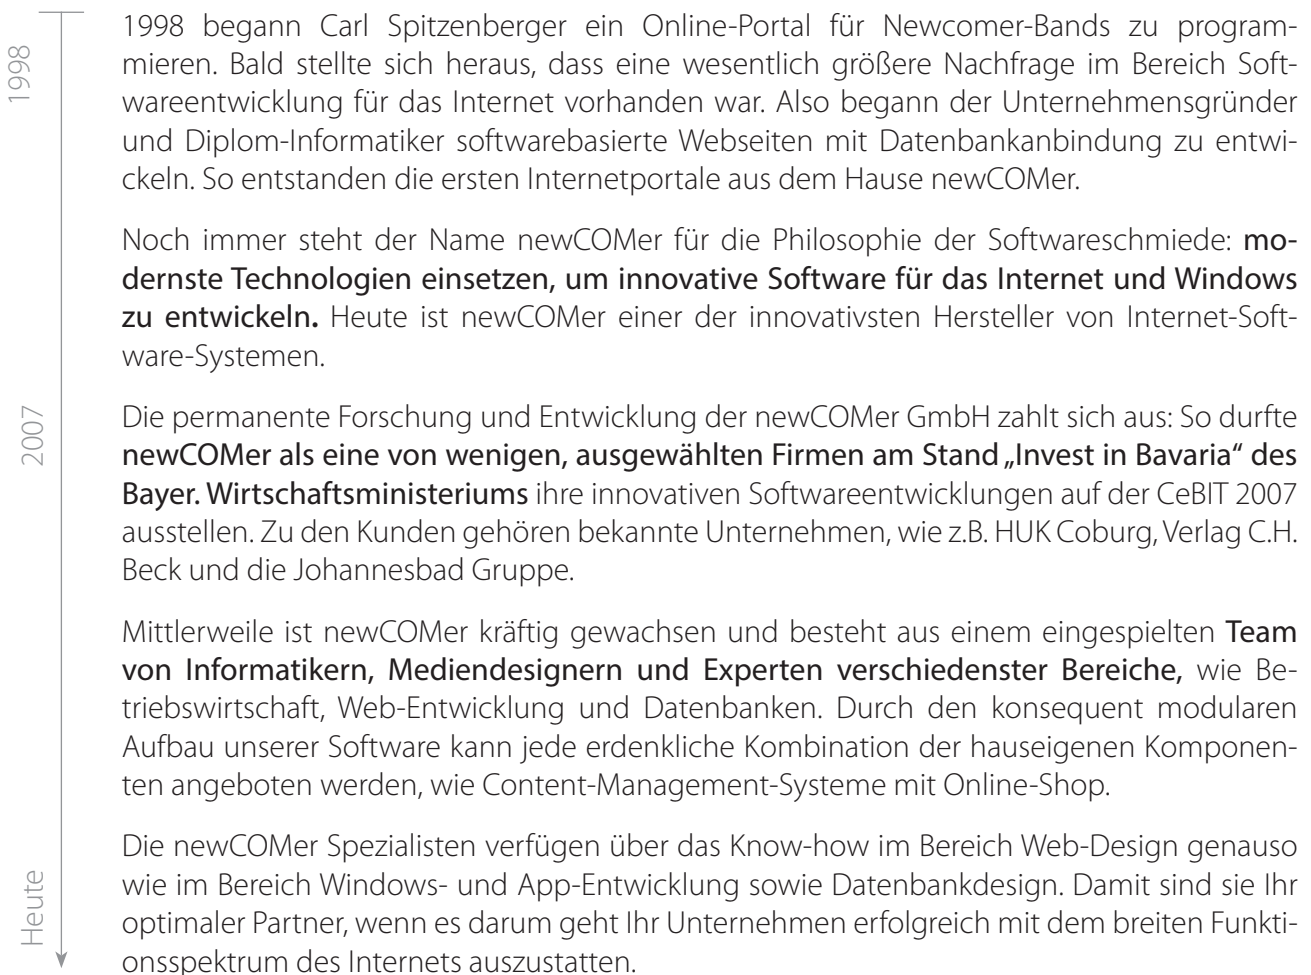 1998
1998 begann Carl Spitzenberger ein Online-Portal für Newcomer-Bands zu program-
mieren. Bald stellte sich heraus, dass eine wesentlich größere Nachfrage im Bereich Soft-
wareentwicklung für das Internet vorhanden war. Also begann der Unternehmensgründer
und Diplom-Informatiker softwarebasierte Webseiten mit Datenbankanbindung zu entwi-
ckeln. So entstanden die ersten Internetportale aus dem Hause newCOMer.
Noch immer steht der Name newCOMer für die Philosophie der Softwareschmiede: mo-
dernste Technologien einsetzen, um innovative Software für das Internet und Windows
zu entwickeln. Heute ist newCOMer einer der innovativsten Hersteller von Internet-Soft-
ware-Systemen.
2007
Die permanente Forschung und Entwicklung der newCOMer GmbH zahlt sich aus: So durfte
newCOMer als eine von wenigen, ausgewählten Firmen am Stand „Invest in Bavaria“ des
Bayer. Wirtschaftsministeriums ihre innovativen Softwareentwicklungen auf der CeBIT 2007
ausstellen. Zu den Kunden gehören bekannte Unternehmen, wie z.B. HUK Coburg, Verlag C.H.
Beck und die Johannesbad Gruppe.
Mittlerweile ist newCOMer kräftig gewachsen und besteht aus einem eingespielten Team
von Informatikern, Mediendesignern und Experten verschiedenster Bereiche, wie Be-
triebswirtschaft, Web-Entwicklung und Datenbanken. Durch den konsequent modularen
Aufbau unserer Software kann jede erdenkliche Kombination der hauseigenen Komponen-
ten angeboten werden, wie Content-Management-Systeme mit Online-Shop.
Heute
Die newCOMer Spezialisten verfügen über das Know-how im Bereich Web-Design genauso
wie im Bereich Windows- und App-Entwicklung sowie Datenbankdesign. Damit sind sie Ihr
optimaler Partner, wenn es darum geht Ihr Unternehmen erfolgreich mit dem breiten Funkti-
onsspektrum des Internets auszustatten.